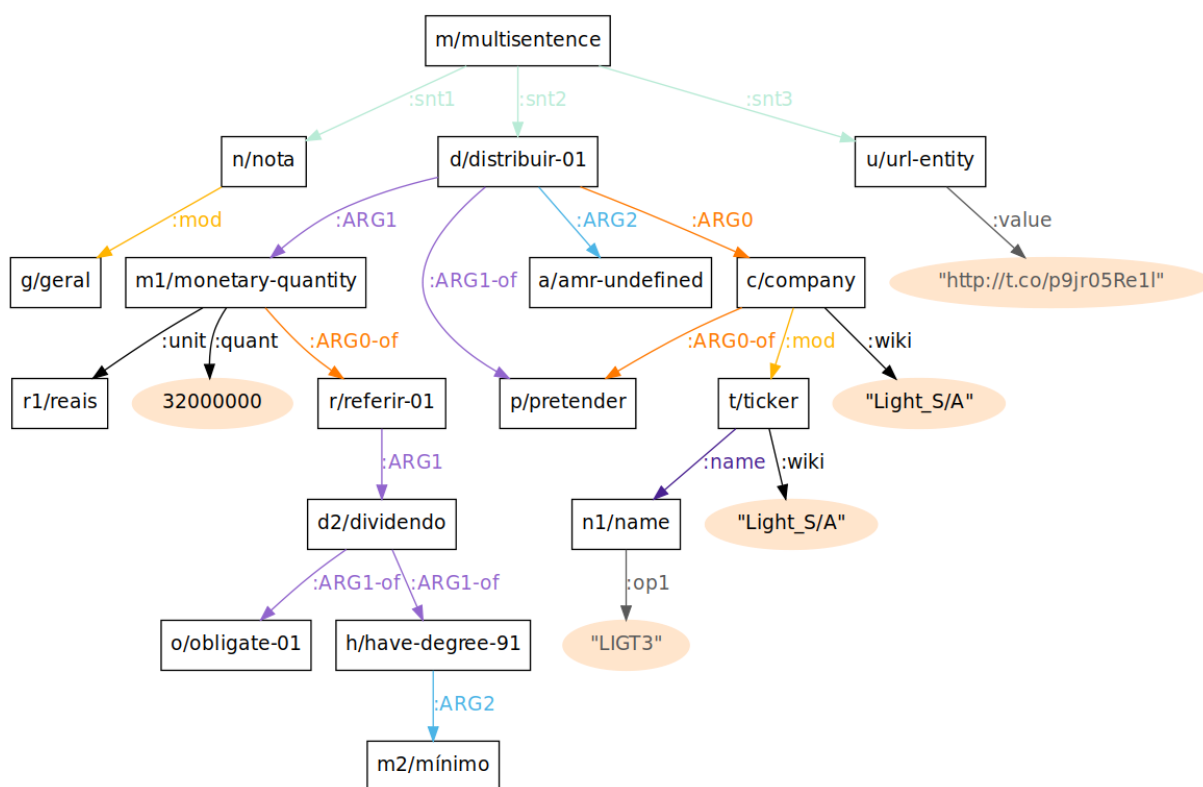 m/multisentence
:snt1 :snt2 :snt3
n/nota d/distribuir-01 u/url-entity
:mod :ARG1 :ARG1-of :ARG2 :ARG0 :value
g/geral m1/monetary-quantity a/amr-undefined c/company "http://t.co/p9jr05Re1l"
:unit :quant :ARG0-of :ARG0-of :mod :wiki
r1/reais 32000000 r/referir-01 p/pretender t/ticker "Light_S/A"
:ARG1 :name :wiki
d2/dividendo n1/name "Light_S/A"
:ARG1-of :ARG1-of :op1
o/obligate-01 h/have-degree-91 "LIGT3"
:ARG2
m2/mínimo